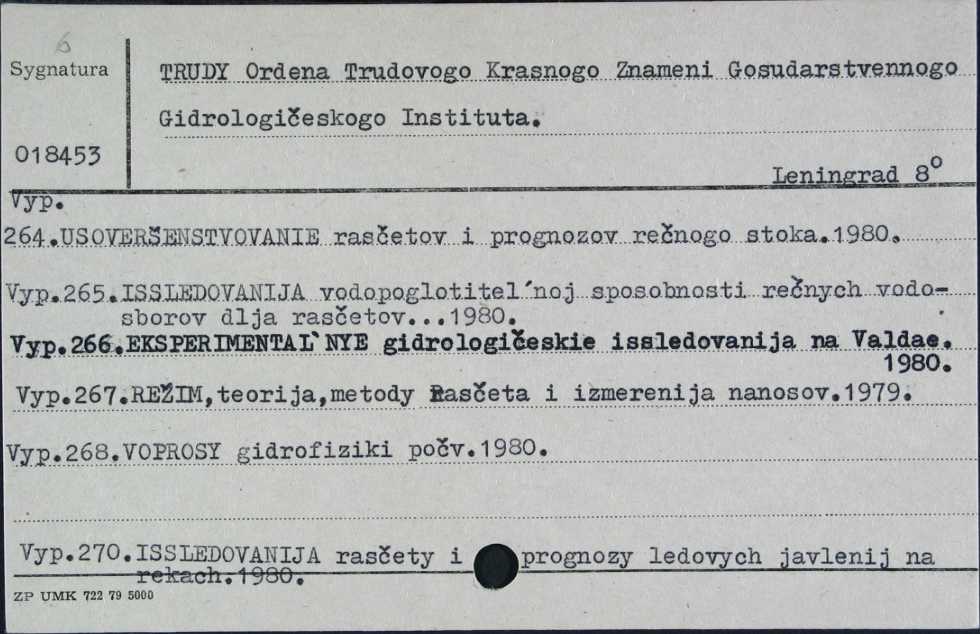 6
Sygnatura
TRUDY Ordena Trudovogo Krasnogo Znameni Gosudarstvennogo
Gidrologičeskogo Instituta.
018453
Leningrad 8°
Vyp.
264.USOVERŠENSTVOVANIE rasčetov i prognozov rečnogo stoka.1980.
Vyp.265.ISSLEDOVANIJA vodopoglotitel´noj sposobnosti rečnych vodo-
sborov dlja rasčetov...1980.
Vyp.266.EKSPERIMENTAL`NYE gidrologičeskie issledovanija na Valdae.
1980.
Vyp.267.REŽIM,teorija,metody Rasčeta i izmerenija nanosov.1979.
Vyp.268.VOPROSY gidrofiziki počv.1980.
Vyp.270.ISSLEDOVANIJA rasčety i prognozy ledovych javlenij na
rekach.1980.
ZP UMK 722 79 5000